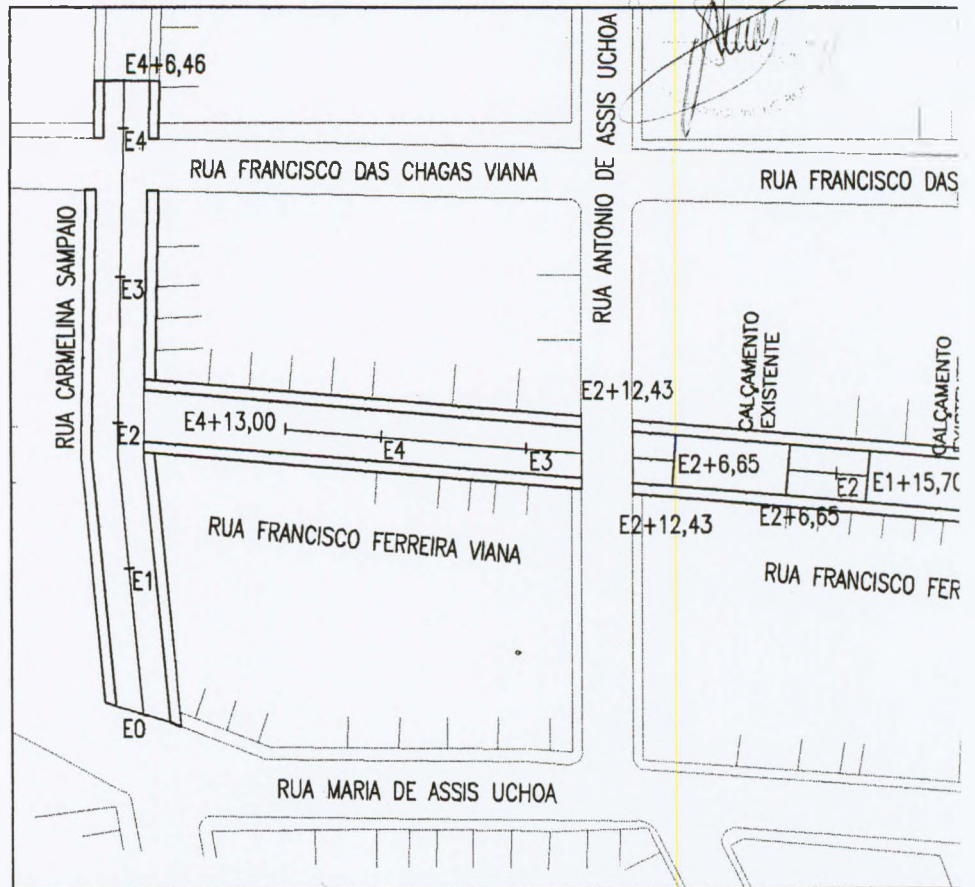 E4+6,46
RUA ANTONIO DE ASSIS UCHOA
E4
RUA FRANCISCO DAS CHAGAS VIANA
RUA FRANCISCO DAS
RUA CARMELINA SAMPAIO
E3
CALÇAMENTO
EXISTENTE
CALÇAMENTO
E2+12,43
E4+13,00
E2
E4
E3
E2+6,65
E2
E1+15,70
E2+12,43
E2+6,65
RUA FRANCISCO FERREIRA VIANA
RUA FRANCISCO FER
E1
E0
RUA MARIA DE ASSIS UCHOA